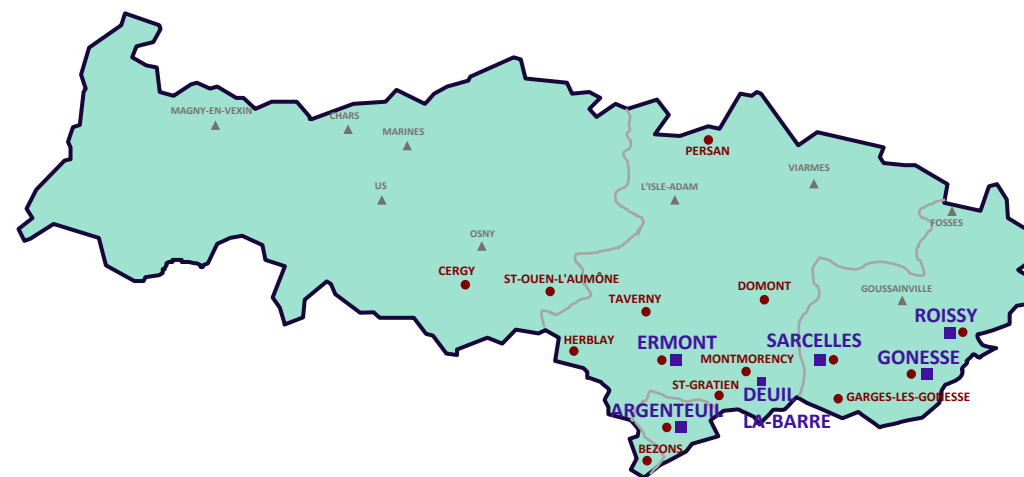 MAGNY-EN-VEXIN
CHARS
MARINES
PERSAN
VIARMES
US
L'ISLE-ADAM
FOSSES
OSNY
CERGY
ST-OUEN-L'AUMÔNE
TAVERNY
DOMONT
GOUSSAINVILLE
ROISSY
HERBLAY
ERMONT
SARCELLES
MONTMORENCY
GONESSE
ST-GRATIEN
DEUIL
LA-BARRE
GARGES-LES-GONESSE
ARGENTEUIL
BEZONS